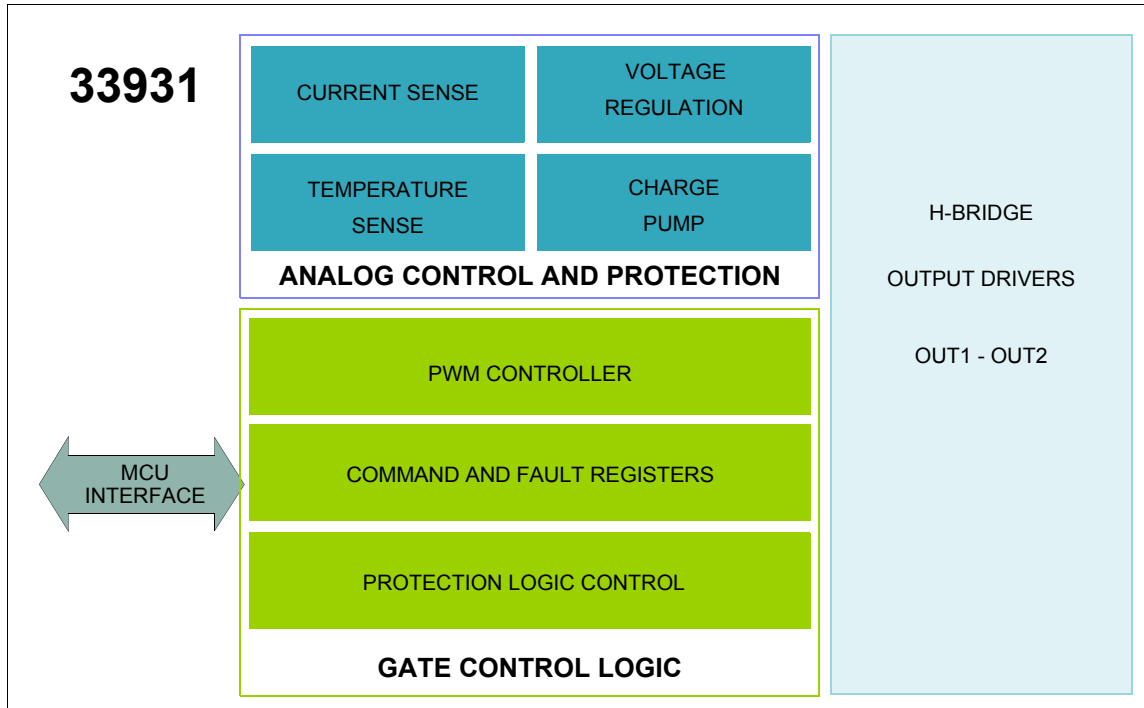 33931
CURRENT SENSE
VOLTAGE
REGULATION
TEMPERATURE
SENSE
CHARGE
PUMP
ANALOG CONTROL AND PROTECTION
PWM CONTROLLER
COMMAND AND FAULT REGISTERS
PROTECTION LOGIC CONTROL
GATE CONTROL LOGIC
MCU
INTERFACE
H-BRIDGE
OUTPUT DRIVERS
OUT1 - OUT2